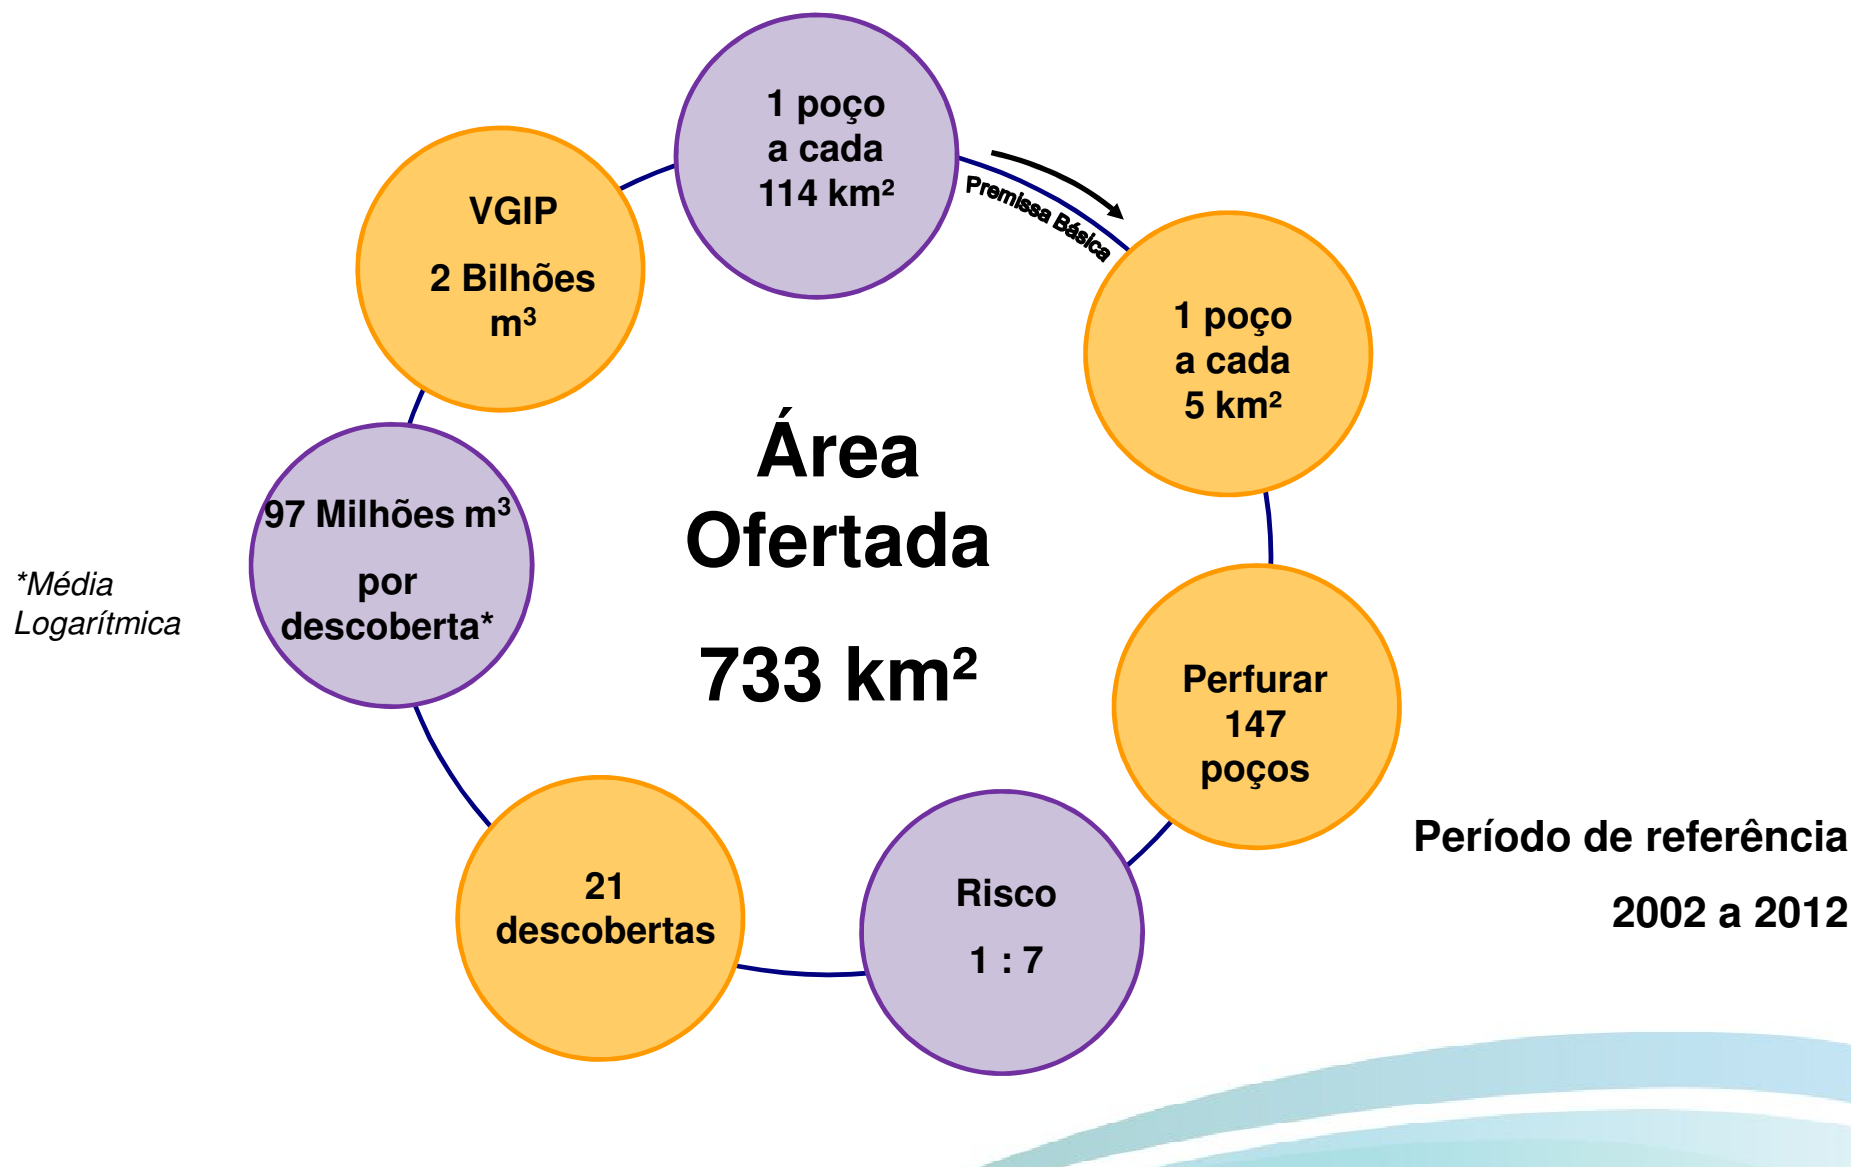 1 poço
a cada
114 km²
Premissa Básica
1 poço
a cada
5 km²
Perfurar
147
poços
Risco
1 : 7
21
descobertas
97 Milhões m³
por
descoberta*
VGIP
2 Bilhões
m³
Área
Ofertada
733 km²
*Média
Logarítmica
Período de referência
2002 a 2012